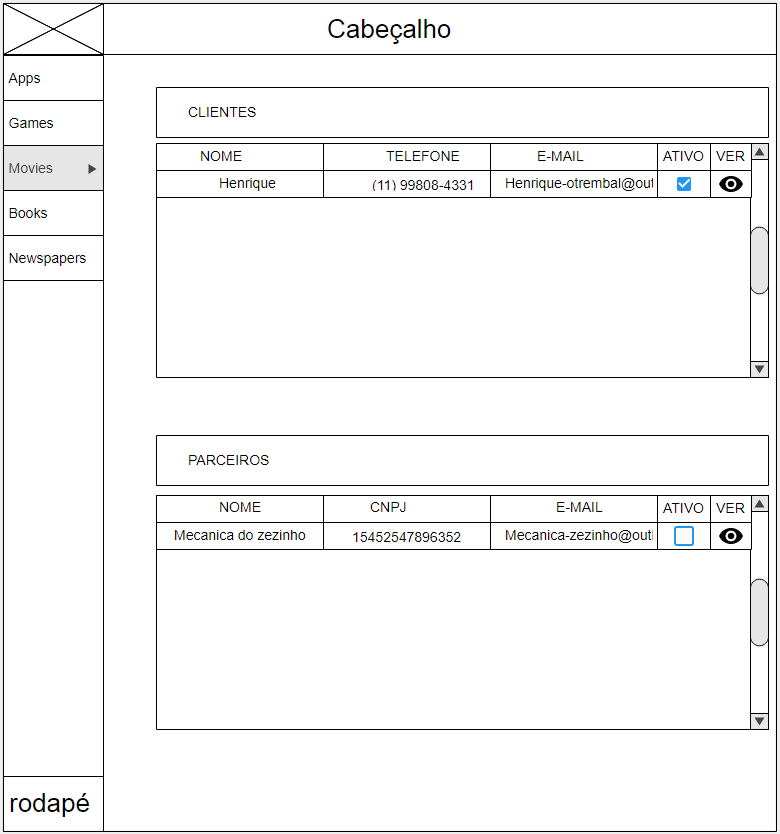 Cabeçalho
Apps
Games
Movies
Books
Newspapers
CLIENTES
NOME TELEFONE E-MAIL ATIVO VER
Henrique (11) 99808-4331 Henrique-otrembal@out
PARCEIROS
NOME CNPJ E-MAIL ATIVO VER
Mecanica do zezinho 15452547896352 Mecanica-zezinho@outl
rodapé